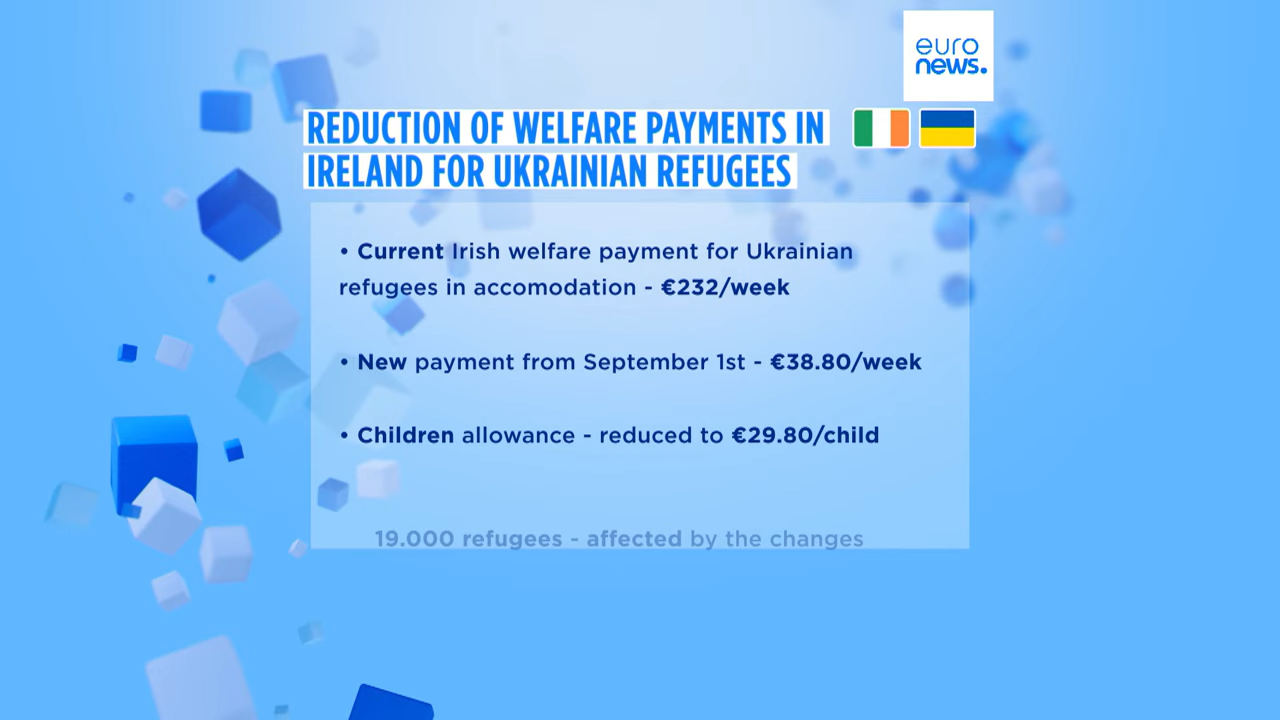 euro
news.
REDUCTION OF WELFARE PAYMENTS IN
IRELAND FOR UKRAINIAN REFUGEES
• Current Irish welfare payment for Ukrainian
refugees in accomodation - €232/week
• New payment from September 1st - €38.80/week
• Children allowance - reduced to €29.80/child
19.000 refugees - affected by the changes